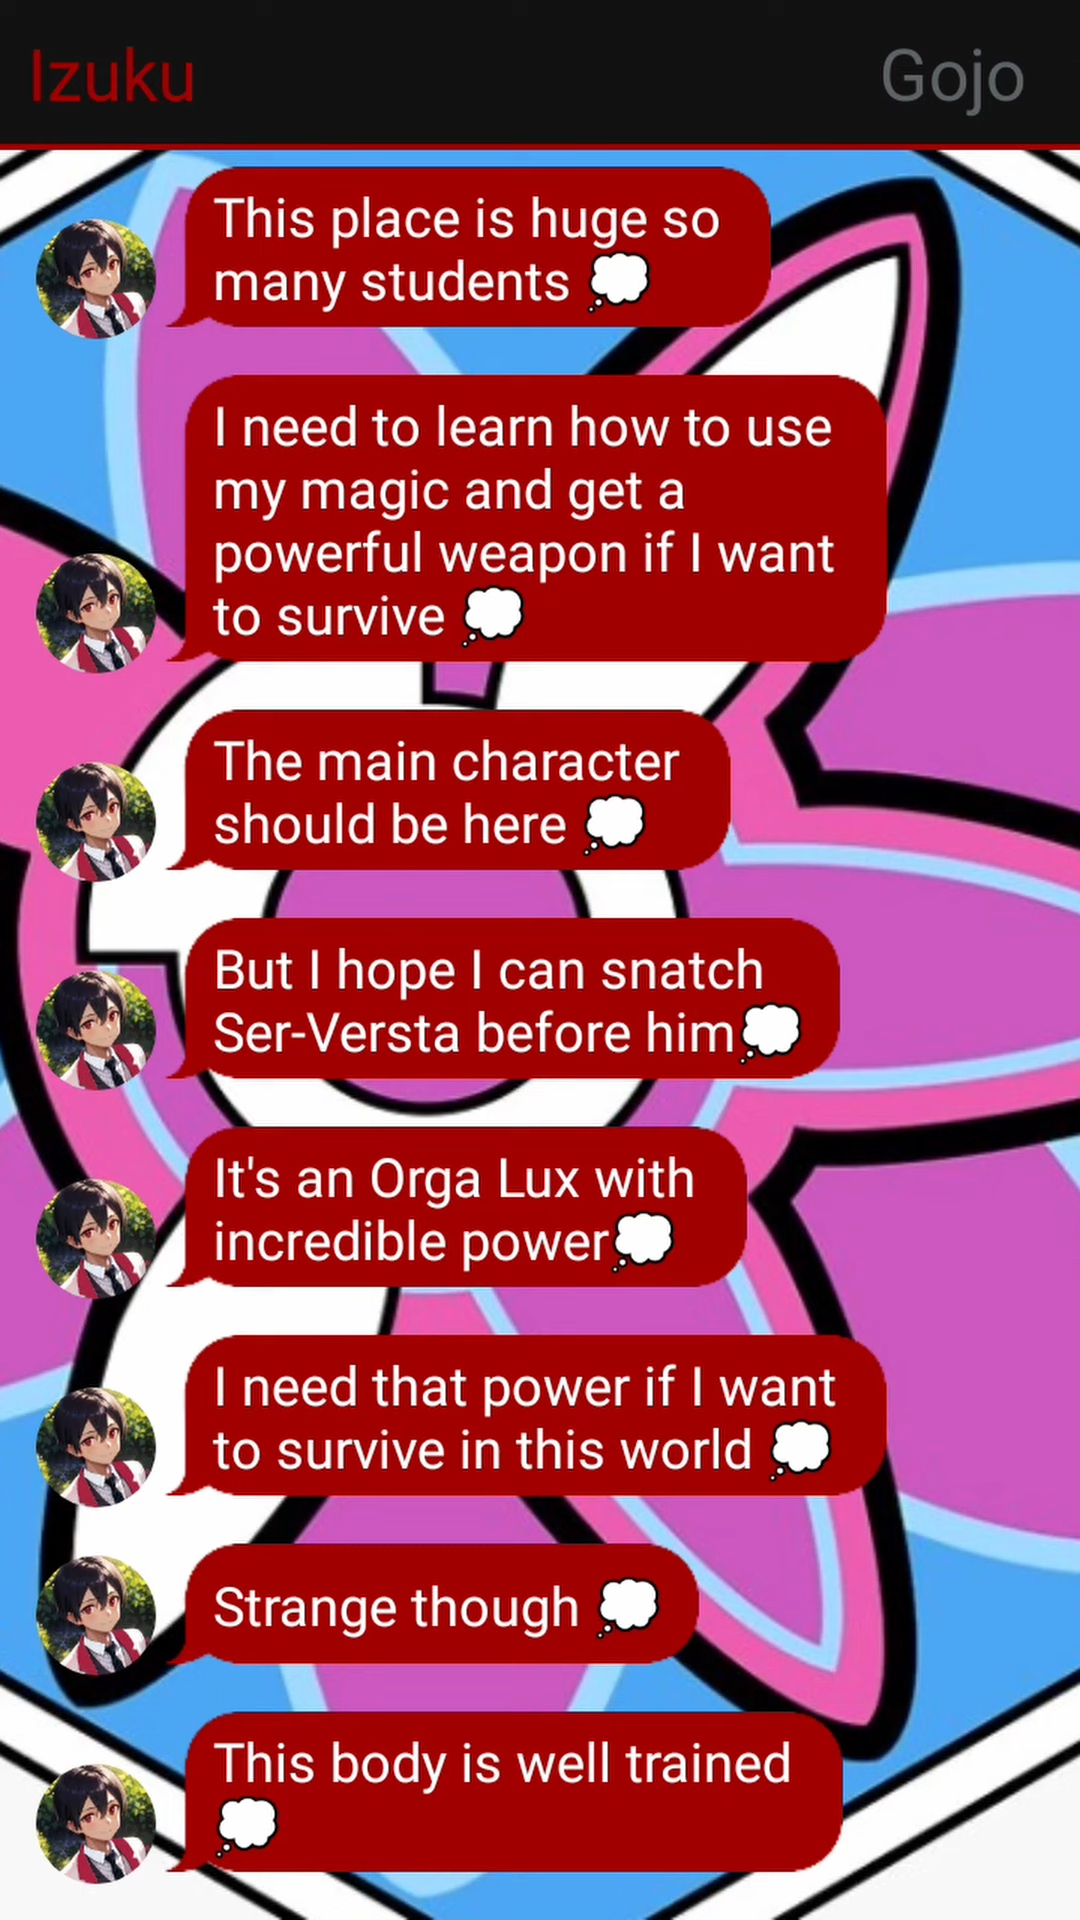 Izuku Gojo
This place is huge so
many students 💭
I need to learn how to use
my magic and get a
powerful weapon if I want
to survive 💭
The main character
should be here 💭
But I hope I can snatch
Ser-Versta before him💭
It's an Orga Lux with
incredible power💭
I need that power if I want
to survive in this world 💭
Strange though 💭
This body is well trained
💭